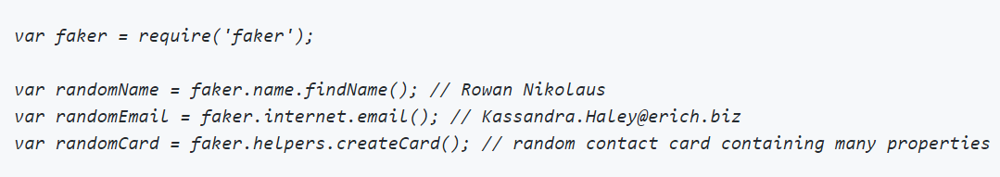 var faker = require('faker');
var randomName = faker.name.findName(); // Rowan Nikolaus
var randomEmail = faker.internet.email(); // Kassandra.Haley@erich.biz
var randomCard = faker.helpers.createCard(); // random contact card containing many properties